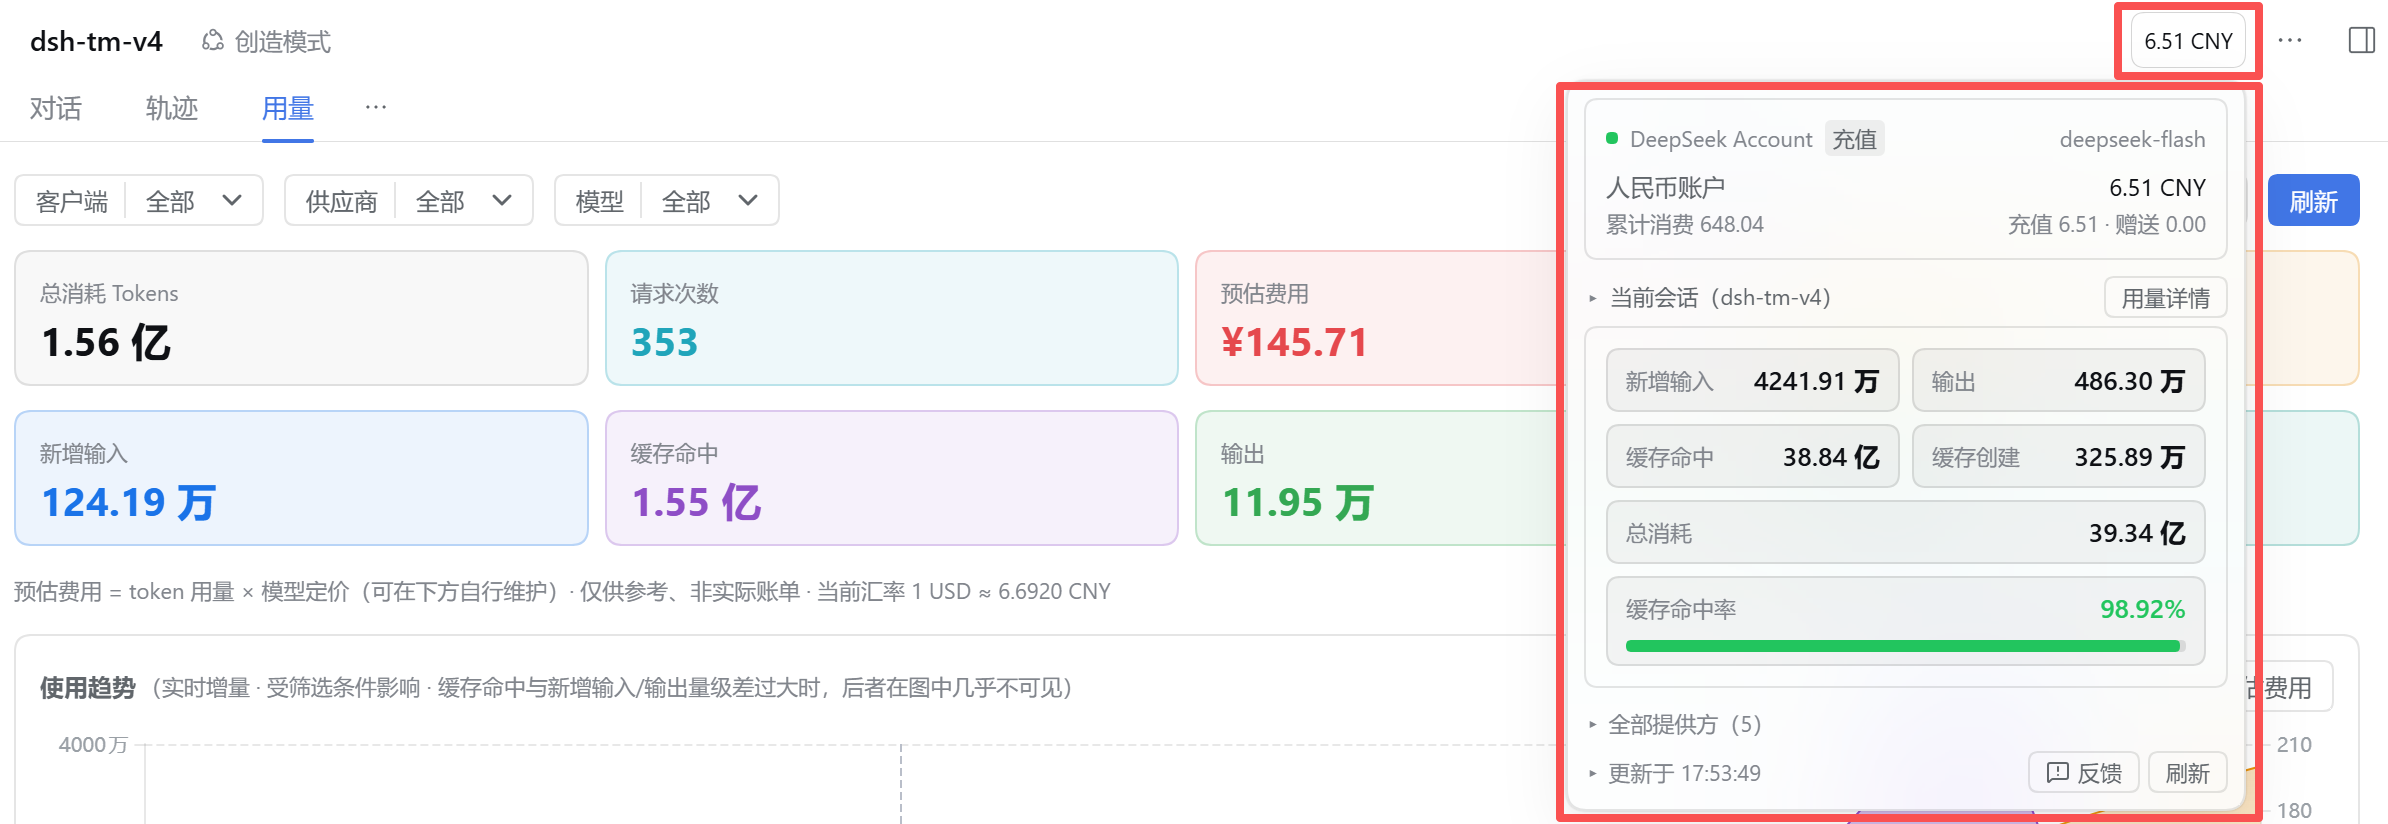 dsh-tm-v4 创造模式 6.51 CNY ···
对话 轨迹 用量 ···
客户端 全部 供应商 全部 模型 全部 刷新
总消耗 Tokens
1.56 亿
请求次数
353
预估费用
¥145.71
新增输入
124.19 万
缓存命中
1.55 亿
输出
11.95 万
预估费用 = token 用量 × 模型定价（可在下方自行维护）· 仅供参考、非实际账单 · 当前汇率 1 USD ≈ 6.6920 CNY
使用趋势（实时增量 · 受筛选条件影响 · 缓存命中与新增输入/输出量级差过大时，后者在图中几乎不可见）
费用
4000万
210
180
DeepSeek Account 充值 deepseek-flash
人民币账户 6.51 CNY
累计消费 648.04 充值 6.51 · 赠送 0.00
当前会话（dsh-tm-v4） 用量详情
新增输入 4241.91 万 输出 486.30 万
缓存命中 38.84 亿 缓存创建 325.89 万
总消耗 39.34 亿
缓存命中率 98.92%
全部提供方（5）
更新于 17:53:49 反馈 刷新